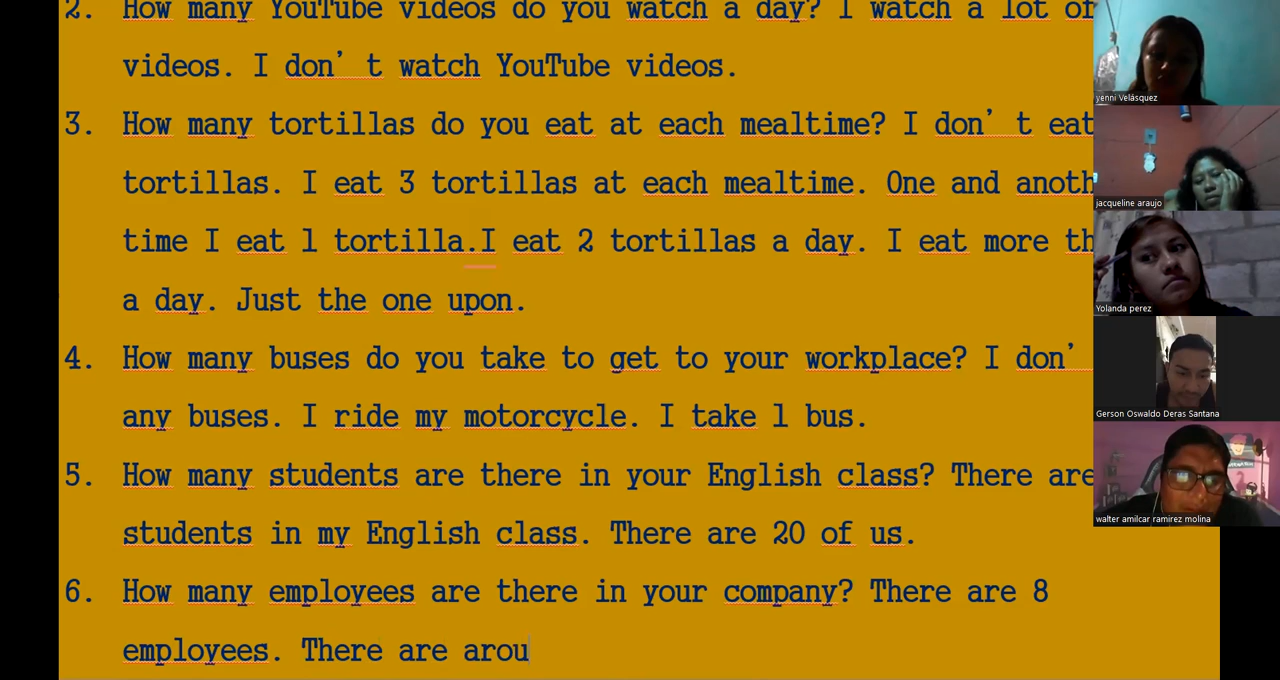 2. How many YouTube videos do you watch a day? I watch a lot of
videos. I don't watch YouTube videos.
3. How many tortillas do you eat at each mealtime? I don't eat
tortillas. I eat 3 tortillas at each mealtime. One and
time I eat 1 tortilla.I eat 2 tortillas a day. I eat more
a day. Just the one upon.
4. How many buses do you take to get to your workplace? I
any buses. I ride my motorcycle. I take 1 bus.
5. How many students are there in your English class? There are
students in my English class. There are 20 of us.
6. How many employees are there in your company? There are 8
employees. There are arou
yenni Velásquez
jacqueline araujo
Yolanda perez
Gerson Oswaldo Deras Santana
walter amilcar ramirez molina